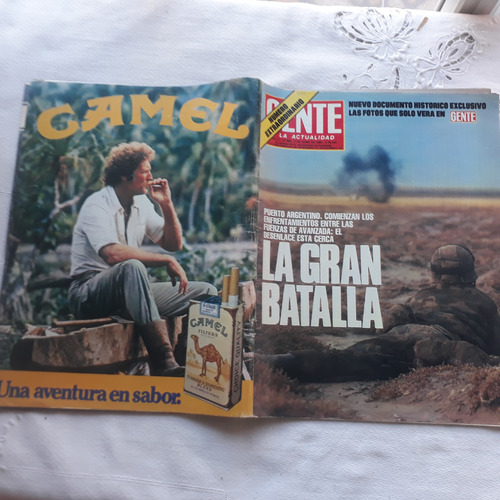 CAMEL
CAMEL
FILTERS
Una aventura en sabor.
NUMERO
EXTRAORDINARIO
GENTE
LA ACTUALIDAD
NUEVO DOCUMENTO HISTORICO EXCLUSIVO
LAS FOTOS QUE SOLO VERA EN GENTE
PUERTO ARGENTINO. COMIENZAN LOS
ENFRENTAMIENTOS ENTRE LAS
FUERZAS DE AVANZADA: EL
DESENLACE ESTA CERCA
LA GRAN
BATALLA